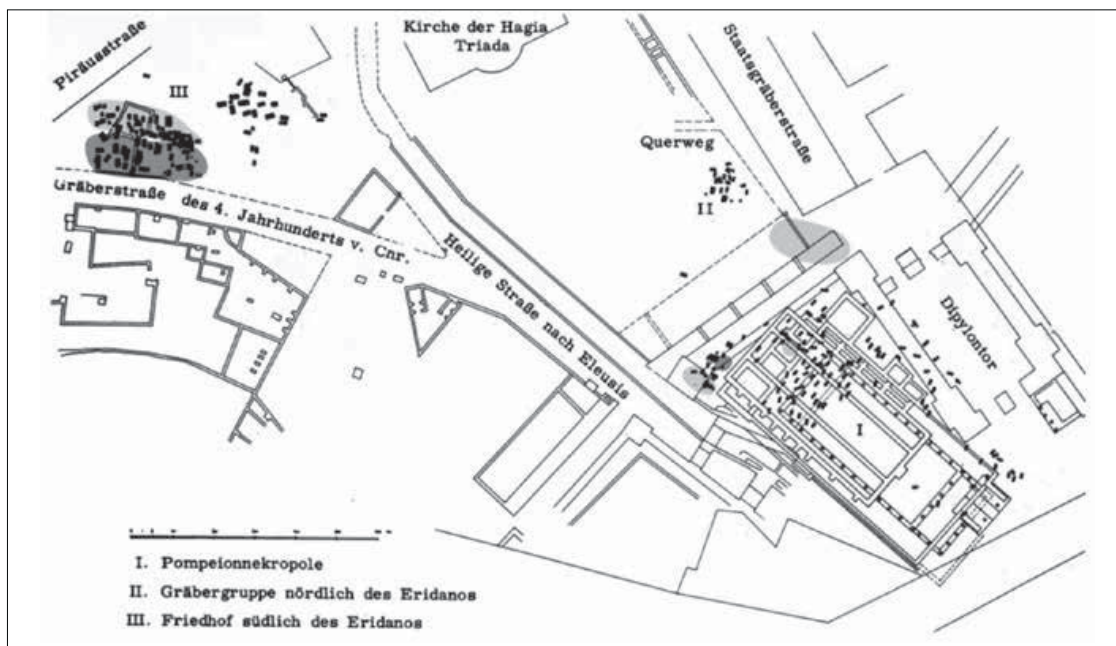 Piräusstraße
III
Kirche der Hagia
Triada
Staatsgräberstraße
Querweg
II
Gräberstraße des 4. Jahrhunderts v. Cnr.
Heilige Straße nach Eleusis
Dipylontor
I
I. Pompeionnekropole
II. Gräbergruppe nördlich des Eridanos
III. Friedhof südlich des Eridanos